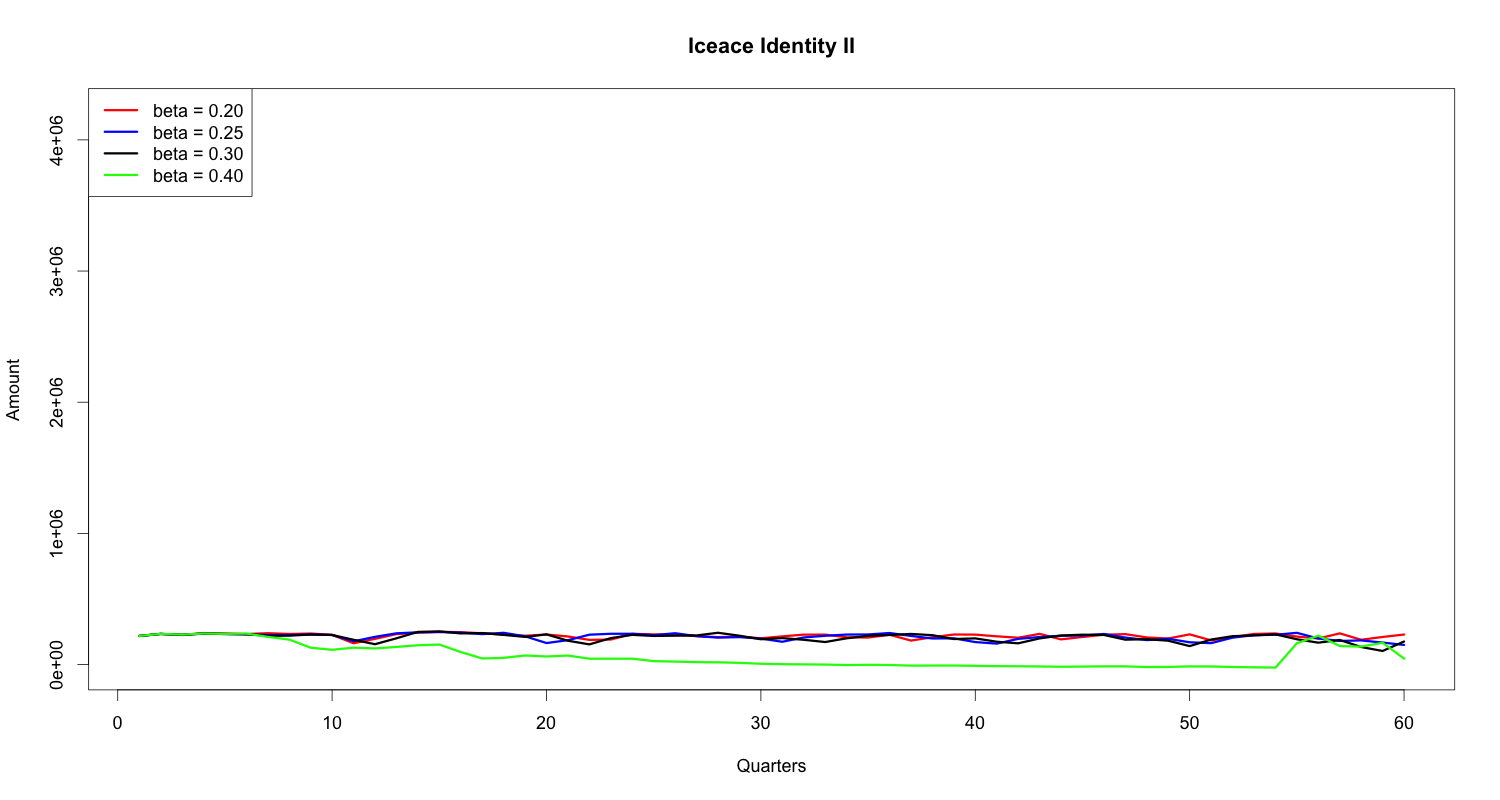 Iceace Identity II
beta = 0.20
beta = 0.25
beta = 0.30
beta = 0.40
4e+06
3e+06
2e+06
1e+06
0e+00
Amount
0 10 20 30 40 50 60
Quarters